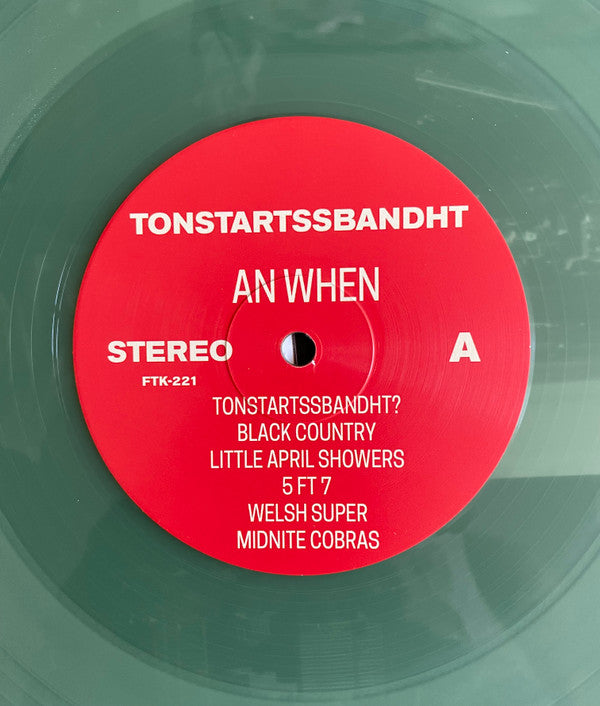 TONSTARTSSBANDHT
AN WHEN
STEREO
A
FTK-221
TONSTARTSSBANDHT?
BLACK COUNTRY
LITTLE APRIL SHOWERS
5 FT 7
WELSH SUPER
MIDNITE COBRAS